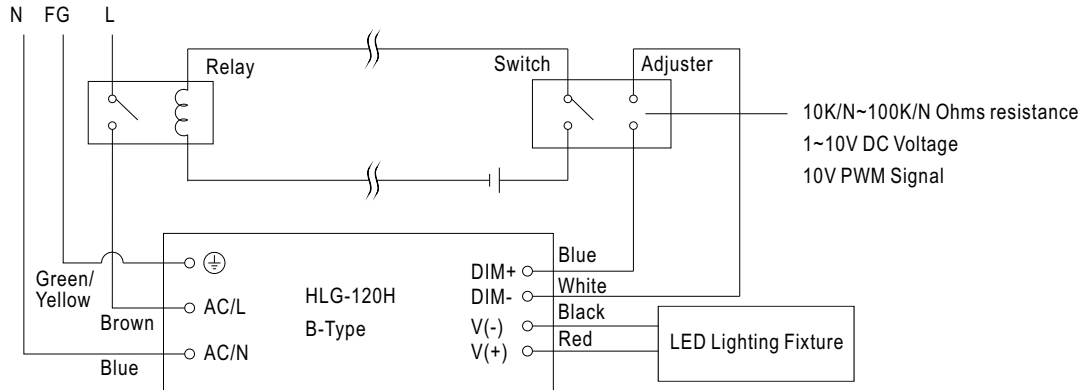 N FG L
Relay
Switch
Adjuster
10K/N~100K/N Ohms resistance
1~10V DC Voltage
10V PWM Signal
Green/
Yellow
Brown
Blue
AC/L
AC/N
HLG-120H
B-Type
DIM+
DIM-
V(-)
V(+)
Blue
White
Black
Red
LED Lighting Fixture